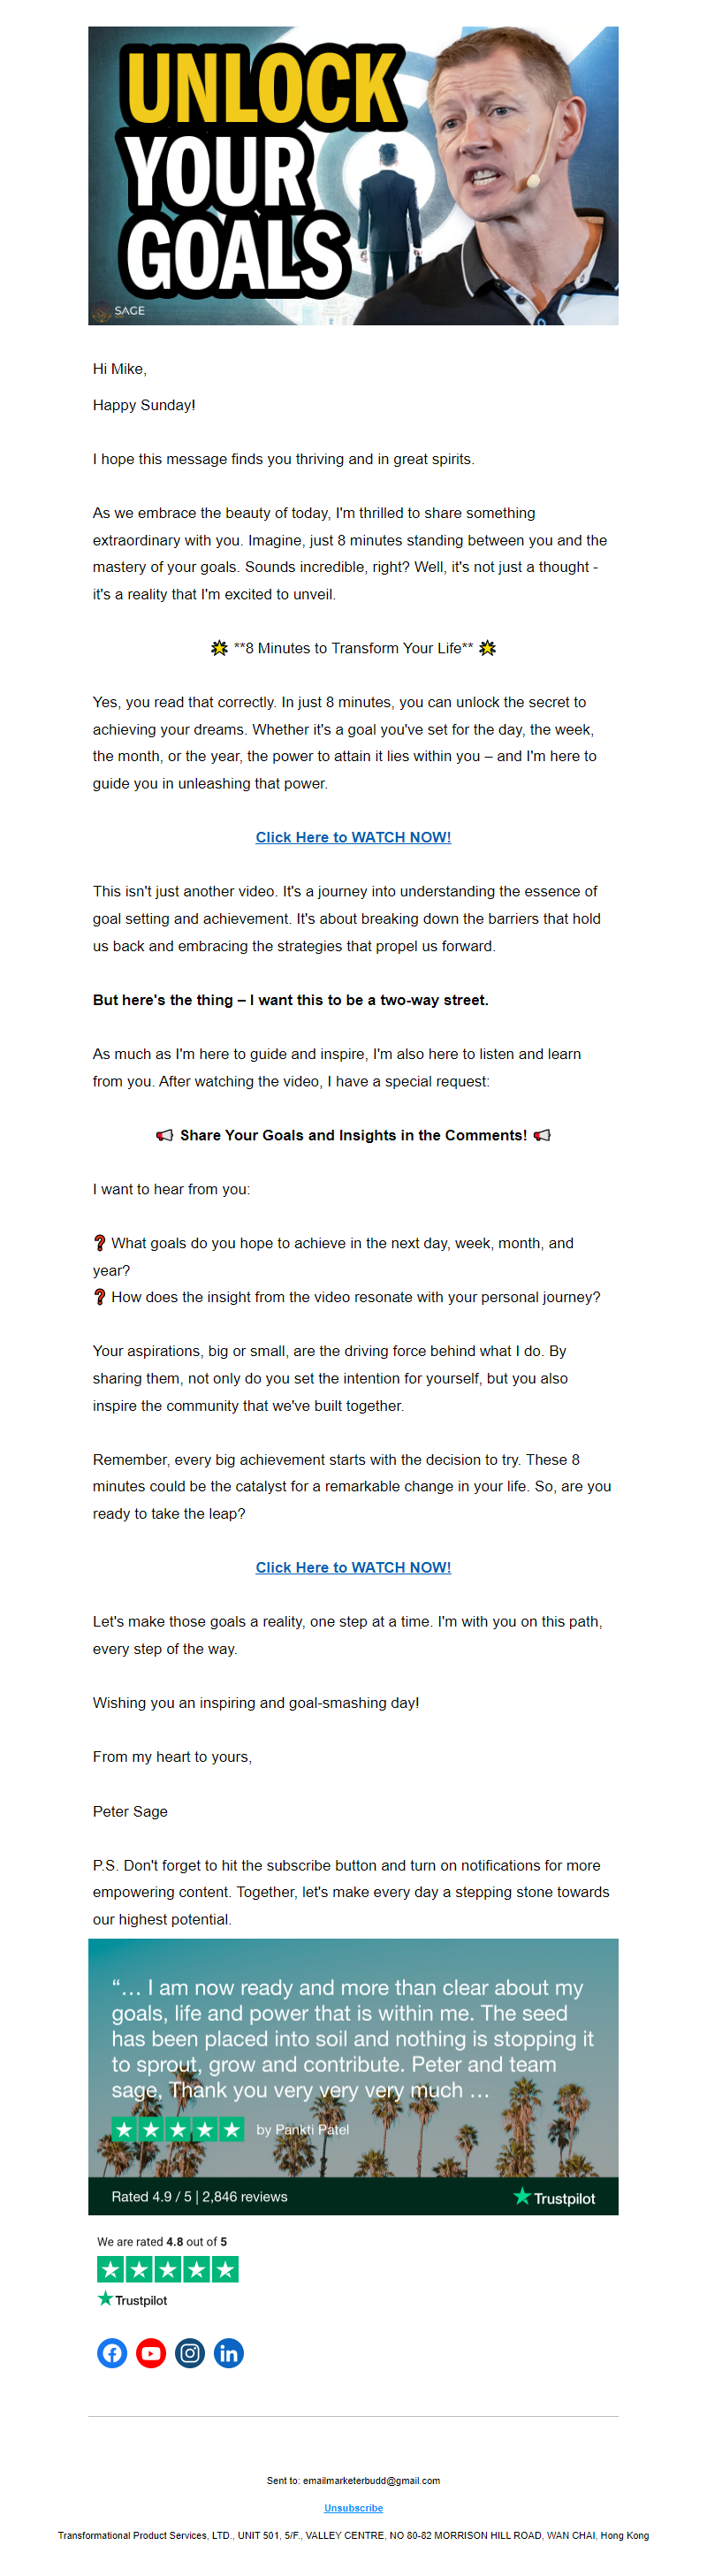 UNLOCK
YOUR
GOALS
SAGE
Hi Mike,
Happy Sunday!
I hope this message finds you thriving and in great spirits.
As we embrace the beauty of today, I'm thrilled to share something
extraordinary with you. Imagine, just 8 minutes standing between you and the
mastery of your goals. Sounds incredible, right? Well, it's not just a thought -
it's a reality that I'm excited to unveil.
🌟 **8 Minutes to Transform Your Life** 🌟
Yes, you read that correctly. In just 8 minutes, you can unlock the secret to
achieving your dreams. Whether it's a goal you've set for the day, the week,
the month, or the year, the power to attain it lies within you – and I'm here to
guide you in unleashing that power.
Click Here to WATCH NOW!
This isn't just another video. It's a journey into understanding the essence of
goal setting and achievement. It's about breaking down the barriers that hold
us back and embracing the strategies that propel us forward.
But here's the thing – I want this to be a two-way street.
As much as I'm here to guide and inspire, I'm also here to listen and learn
from you. After watching the video, I have a special request:
📢 Share Your Goals and Insights in the Comments! 📢
I want to hear from you:
❓ What goals do you hope to achieve in the next day, week, month, and
year?
❓ How does the insight from the video resonate with your personal journey?
Your aspirations, big or small, are the driving force behind what I do. By
sharing them, not only do you set the intention for yourself, but you also
inspire the community that we've built together.
Remember, every big achievement starts with the decision to try. These 8
minutes could be the catalyst for a remarkable change in your life. So, are you
ready to take the leap?
Click Here to WATCH NOW!
Let's make those goals a reality, one step at a time. I'm with you on this path,
every step of the way.
Wishing you an inspiring and goal-smashing day!
From my heart to yours,
Peter Sage
P.S. Don't forget to hit the subscribe button and turn on notifications for more
empowering content. Together, let's make every day a stepping stone towards
our highest potential.
“… I am now ready and more than clear about my
goals, life and power that is within me. The seed
has been placed into soil and nothing is stopping it
to sprout, grow and contribute. Peter and team
sage, Thank you very very very much …
by Pankti Patel
Rated 4.9 / 5 | 2,846 reviews
Trustpilot
We are rated 4.8 out of 5
Trustpilot
Sent to: emailmarketerbudd@gmail.com
Unsubscribe
Transformational Product Services, LTD., UNIT 501, 5/F., VALLEY CENTRE, NO 80-82 MORRISON HILL ROAD, WAN CHAI, Hong Kong